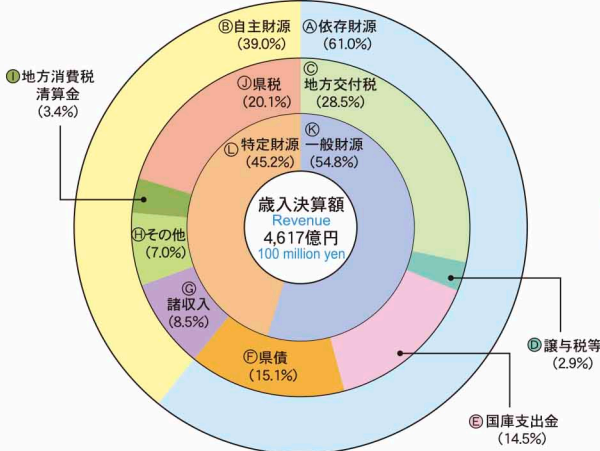 Ⓑ自主財源
(39.0%)
Ⓐ依存財源
(61.0%)
Ⓘ地方消費税
清算金
(3.4%)
Ⓙ県税
(20.1%)
Ⓒ
地方交付税
(28.5%)
Ⓛ特定財源
(45.2%)
Ⓚ
一般財源
(54.8%)
歳入決算額
Revenue
4,617億円
100 million yen
Ⓗその他
(7.0%)
Ⓖ
諸収入
(8.5%)
Ⓕ県債
(15.1%)
Ⓓ譲与税等
(2.9%)
Ⓔ国庫支出金
(14.5%)